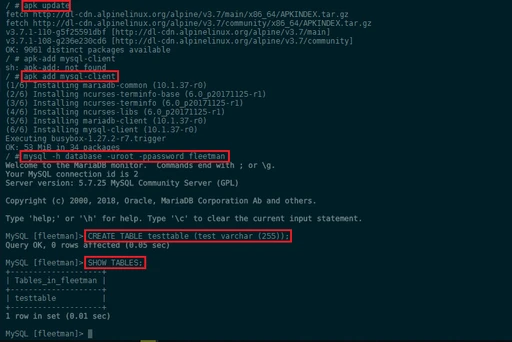 / # apk update
fetch http://dl-cdn.alpinelinux.org/alpine/v3.7/main/x86_64/APKINDEX.tar.gz
fetch http://dl-cdn.alpinelinux.org/alpine/v3.7/community/x86_64/APKINDEX.tar.gz
v3.7.1-110-g5f25591dbf [http://dl-cdn.alpinelinux.org/alpine/v3.7/main]
v3.7.1-108-g236e230cd6 [http://dl-cdn.alpinelinux.org/alpine/v3.7/community]
OK: 9061 distinct packages available
/ # apk-add mysql-client
sh: apk-add: not found
/ # apk add mysql-client
(1/6) Installing mariadb-common (10.1.37-r0)
(2/6) Installing ncurses-terminfo-base (6.0_p20171125-r1)
(3/6) Installing ncurses-terminfo (6.0_p20171125-r1)
(4/6) Installing ncurses-libs (6.0_p20171125-r1)
(5/6) Installing mariadb-client (10.1.37-r0)
(6/6) Installing mysql-client (10.1.37-r0)
Executing busybox-1.27.2-r7.trigger
OK: 53 MiB in 34 packages
/ # mysql -h database -uroot -ppassword fleetman
Welcome to the MariaDB monitor.  Commands end with ; or \g.
Your MySQL connection id is 2
Server version: 5.7.25 MySQL Community Server (GPL)
Copyright (c) 2000, 2018, Oracle, MariaDB Corporation Ab and others.
Type 'help;' or '\h' for help. Type '\c' to clear the current input statement.
MySQL [fleetman]> CREATE TABLE testtable (test varchar (255));
Query OK, 0 rows affected (0.05 sec)
MySQL [fleetman]> SHOW TABLES;
+--------------------+
| Tables_in_fleetman |
+--------------------+
| testtable          |
+--------------------+
1 row in set (0.01 sec)
MySQL [fleetman]>